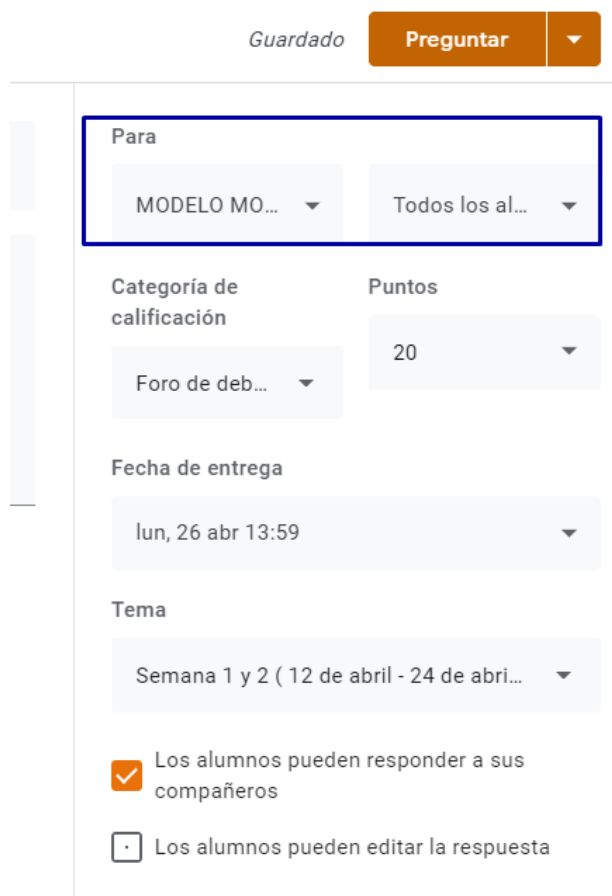 Guardado
Preguntar
Para
MODELO MO...
Todos los al...
Categoría de
calificación
Puntos
Foro de deb...
20
Fecha de entrega
lun, 26 abr 13:59
Tema
Semana 1 y 2 ( 12 de abril - 24 de abri...
Los alumnos pueden responder a sus
compañeros
Los alumnos pueden editar la respuesta